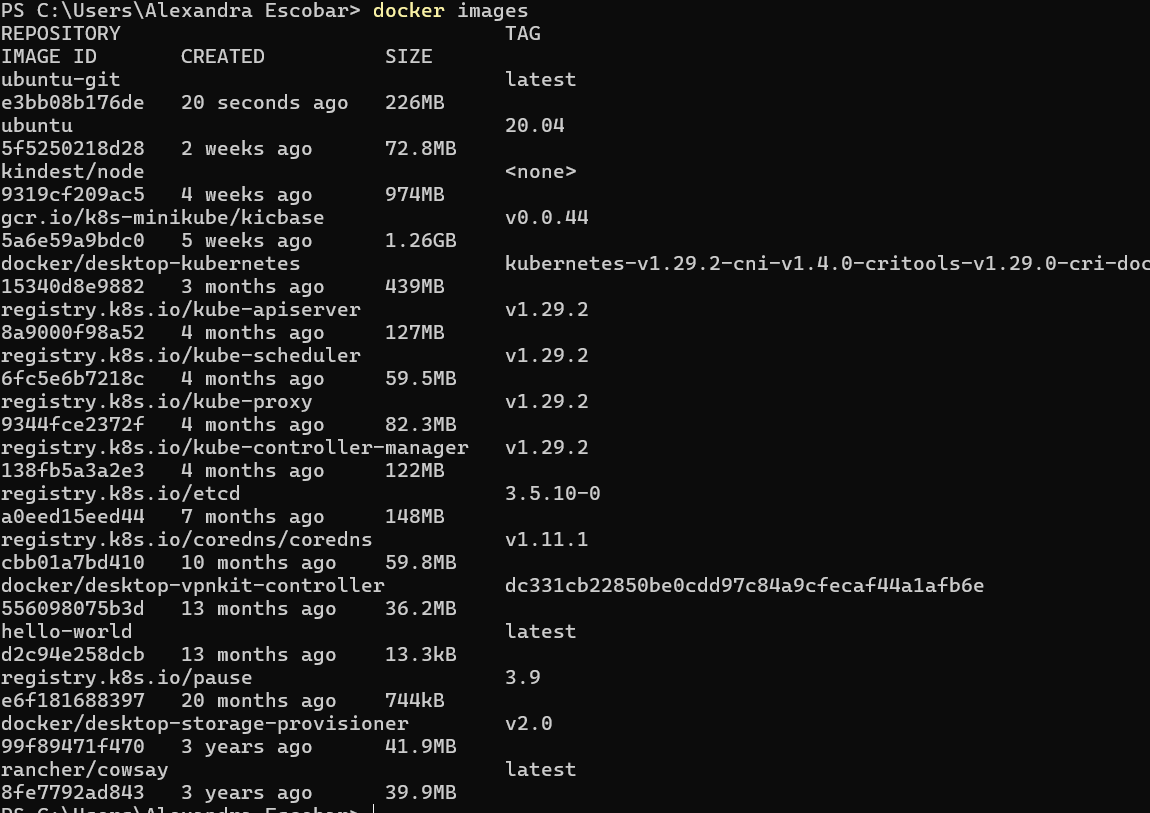 PS C:\Users\Alexandra Escobar> docker images
REPOSITORY                                TAG
IMAGE ID       CREATED          SIZE
ubuntu-git                                latest
e3bb08b176de   20 seconds ago   226MB
ubuntu                                    20.04
5f5250218d28   2 weeks ago      72.8MB
kindest/node                              <none>
9319cf209ac5   4 weeks ago      974MB
gcr.io/k8s-minikube/kicbase               v0.0.44
5a6e59a9bdc0   5 weeks ago      1.26GB
docker/desktop-kubernetes                 kubernetes-v1.29.2-cni-v1.4.0-critools-v1.29.0-cri-doc
15340d8e9882   3 months ago     439MB
registry.k8s.io/kube-apiserver            v1.29.2
8a9000f98a52   4 months ago     127MB
registry.k8s.io/kube-scheduler            v1.29.2
6fc5e6b7218c   4 months ago     59.5MB
registry.k8s.io/kube-proxy                v1.29.2
9344fce2372f   4 months ago     82.3MB
registry.k8s.io/kube-controller-manager   v1.29.2
138fb5a3a2e3   4 months ago     122MB
registry.k8s.io/etcd                      3.5.10-0
a0eed15eed44   7 months ago     148MB
registry.k8s.io/coredns/coredns           v1.11.1
cbb01a7bd410   10 months ago    59.8MB
docker/desktop-vpnkit-controller          dc331cb22850be0cdd97c84a9cfecaf44a1afb6e
556098075b3d   13 months ago    36.2MB
hello-world                               latest
d2c94e258dcb   13 months ago    13.3kB
registry.k8s.io/pause                     3.9
e6f181688397   20 months ago    744kB
docker/desktop-storage-provisioner        v2.0
99f89471f470   3 years ago      41.9MB
rancher/cowsay                            latest
8fe7792ad843   3 years ago      39.9MB
PS C:\Users\Alexandra Escobar>